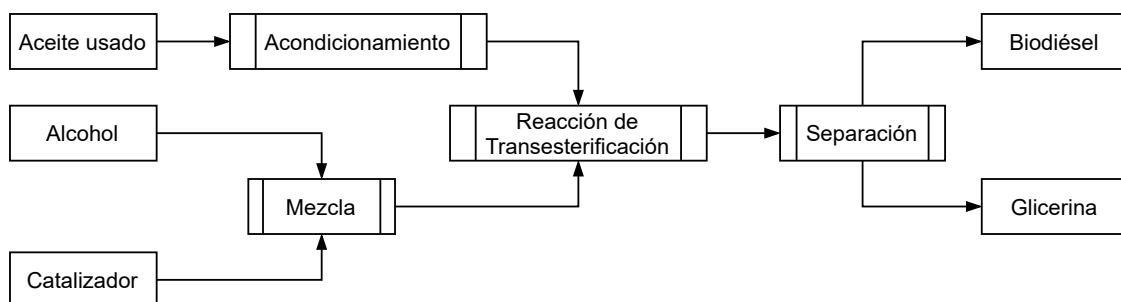 Aceite usado
Acondicionamiento
Biodiésel
Alcohol
Reacción de
Transesterificación
Separación
Mezcla
Glicerina
Catalizador